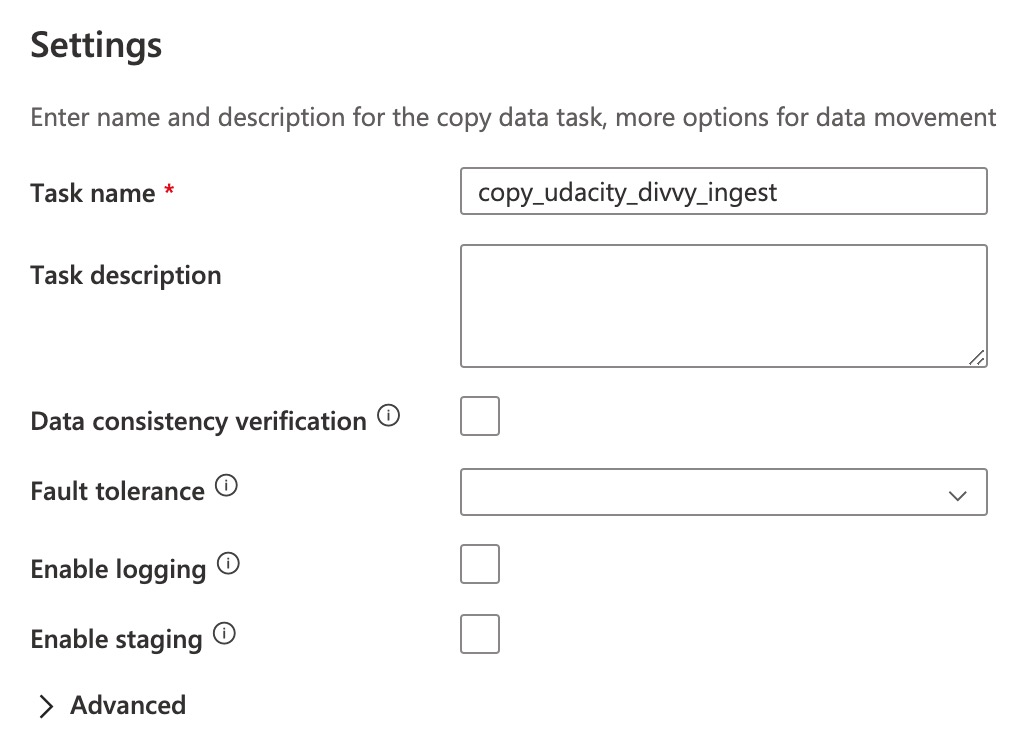 Settings
Enter name and description for the copy data task, more options for data movement
Task name *
copy_udacity_divvy_ingest
Task description
Data consistency verification
Fault tolerance
Enable logging
Enable staging
Advanced